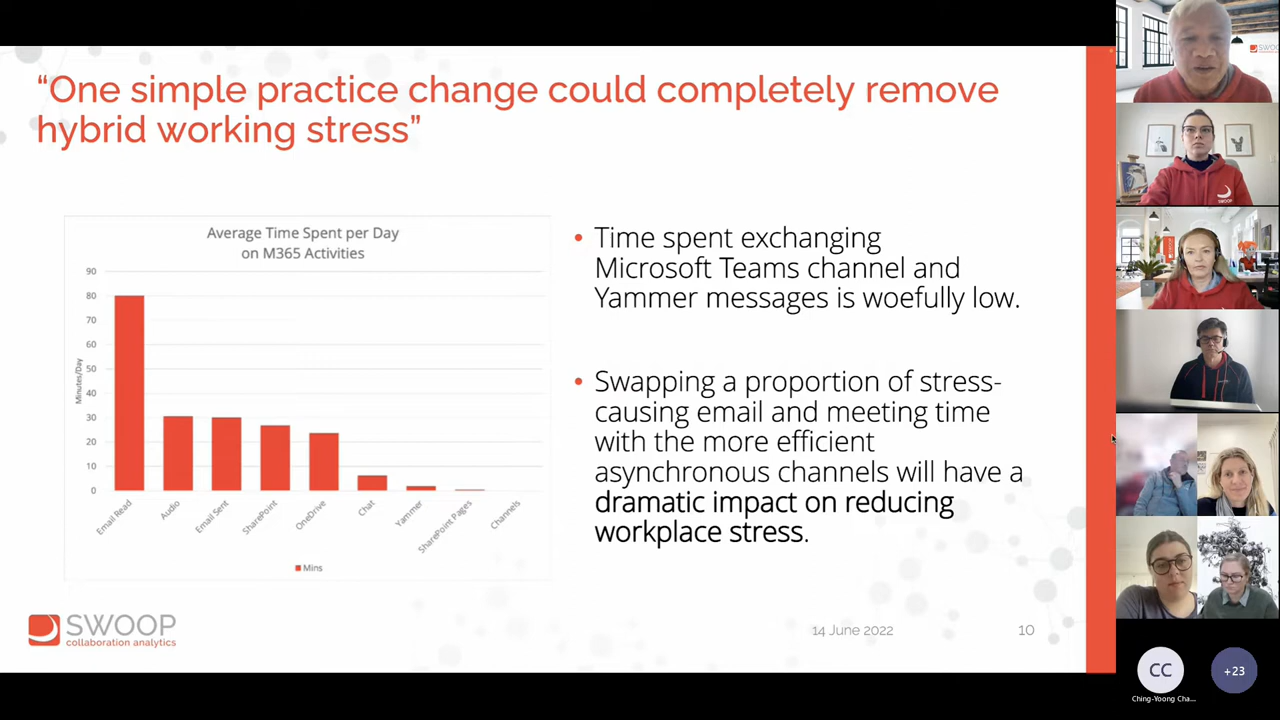 “One simple practice change could completely remove
hybrid working stress”
Average Time Spent per Day
on M365 Activities
90
80
70
60
50
40
30
20
10
0
Minutes/Day
Email Read
Audio
Email Sent
SharePoint
OneDrive
Chat
Yammer
SharePoint Pages
Channels
Mins
• Time spent exchanging
Microsoft Teams channel and
Yammer messages is woefully low.
• Swapping a proportion of stress-
causing email and meeting time
with the more efficient
asynchronous channels will have a
dramatic impact on reducing
workplace stress.
SWOOP
collaboration analytics
14 June 2022
10
SWOOP
SWOOP
CC
Ching-Yoong Cha...
+23